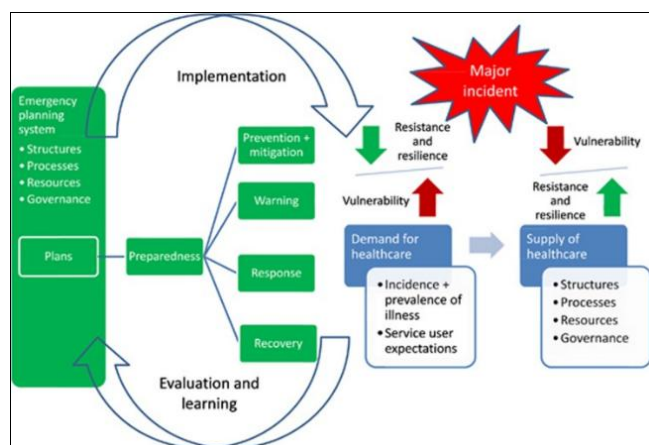 Implementation
Major
incident
Emergency
planning
system
• Structures
• Processes
• Resources
• Governance
Plans
Preparedness
Prevention +
mitigation
Warning
Response
Recovery
Evaluation and
learning
Resistance
and
resilience
Vulnerability
Demand for
healthcare
• Incidence +
prevalence of
illness
• Service user
expectations
Vulnerability
Resistance
and
resilience
Supply of
healthcare
• Structures
• Processes
• Resources
• Governance